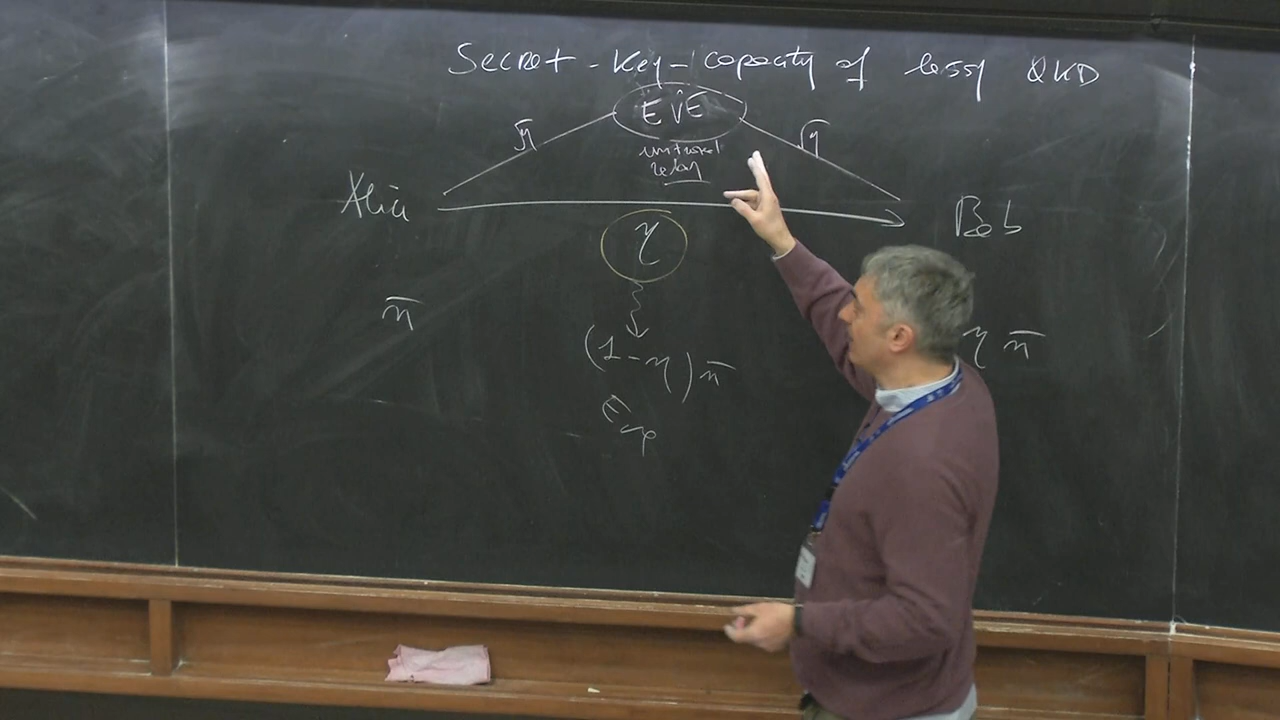 Secret-Key-capacity of lossy QKD
EVE
√η √η
untrusted
relay
Alice Bob
η
n̄
(1-η)n̄ η n̄